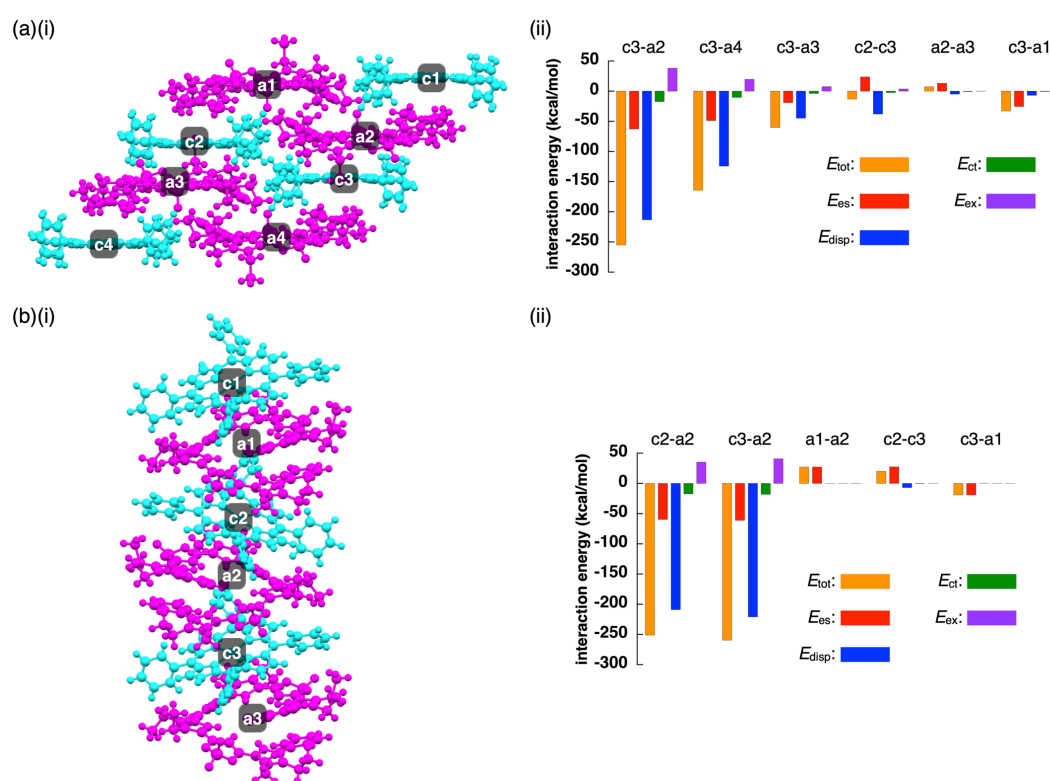 (a)(i)
a1
c1
c2
a2
a3
c3
c4
a4
(ii)
c3-a2 c3-a4 c3-a3 c2-c3 a2-a3 c3-a1
interaction energy (kcal/mol)
50
0
-50
-100
-150
-200
-250
-300
Etot:
Ect:
Ees:
Eex:
Edisp:
(b)(i)
c1
a1
c2
a2
c3
a3
(ii)
c2-a2 c3-a2 a1-a2 c2-c3 c3-a1
interaction energy (kcal/mol)
50
0
-50
-100
-150
-200
-250
-300
Etot:
Ect:
Ees:
Eex:
Edisp: